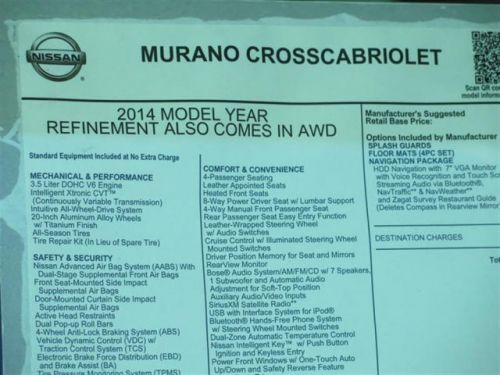 NISSAN
MURANO CROSSCABRIOLET
Scan QR co
model inform
2014 MODEL YEAR
REFINEMENT ALSO COMES IN AWD
Standard Equipment Included at No Extra Charge
MECHANICAL & PERFORMANCE
3.5 Liter DOHC V6 Engine
Intelligent Xtronic CVT™
(Continuously Variable Transmission)
Intuitive All-Wheel-Drive System
20-Inch Aluminum Alloy Wheels
w/ Titanium Finish
All-Season Tires
Tire Repair Kit (In Lieu of Spare Tire)
SAFETY & SECURITY
Nissan Advanced Air Bag System (AABS) With
Dual-Stage Supplemental Front Air Bags
Front Seat-Mounted Side Impact
Supplemental Air Bags
Door-Mounted Curtain Side Impact
Supplemental Air Bags
Active Head Restraints
Dual Pop-up Roll Bars
4-Wheel Anti-Lock Braking System (ABS)
Vehicle Dynamic Control (VDC) w/
Traction Control System (TCS)
Electronic Brake Force Distribution (EBD)
and Brake Assist (BA)
Tire Pressure Monitoring System (TPMS)
COMFORT & CONVENIENCE
4-Passenger Seating
Leather Appointed Seats
Heated Front Seats
8-Way Power Driver Seat w/ Lumbar Support
4-Way Manual Front Passenger Seat
Rear Passenger Seat Easy Entry Function
Leather-Wrapped Steering Wheel
w/ Audio Switches
Cruise Control w/ Illuminated Steering Wheel
Mounted Switches
Driver Position Memory for Seat and Mirrors
RearView Monitor
Bose® Audio System/AM/FM/CD w/ 7 Speakers,
1 Subwoofer and Automatic Audio
Adjustment for Soft-Top Position
Auxiliary Audio/Video Inputs
SiriusXM Satellite Radio™
USB with Interface System for iPod®
Bluetooth® Hands-Free Phone System
w/ Steering Wheel Mounted Switches
Dual-Zone Automatic Temperature Control
Nissan Intelligent Key™ w/ Push Button
Ignition and Keyless Entry
Power Front Windows w/ One-Touch Auto
Up/Down and Safety Reverse Feature
Manufacturer's Suggested
Retail Base Price:
Options Included by Manufacturer
SPLASH GUARDS
FLOOR MATS (4PC SET)
NAVIGATION PACKAGE
HDD Navigation with 7" VGA Monitor
with Voice Recognition and Touch Scr
Streaming Audio via Bluetooth®,
NavTraffic™ & NavWeather™
and Zagat Survey Restaurant Guide
(Deletes Compass in Rearview Mirror)
DESTINATION CHARGES
Tot